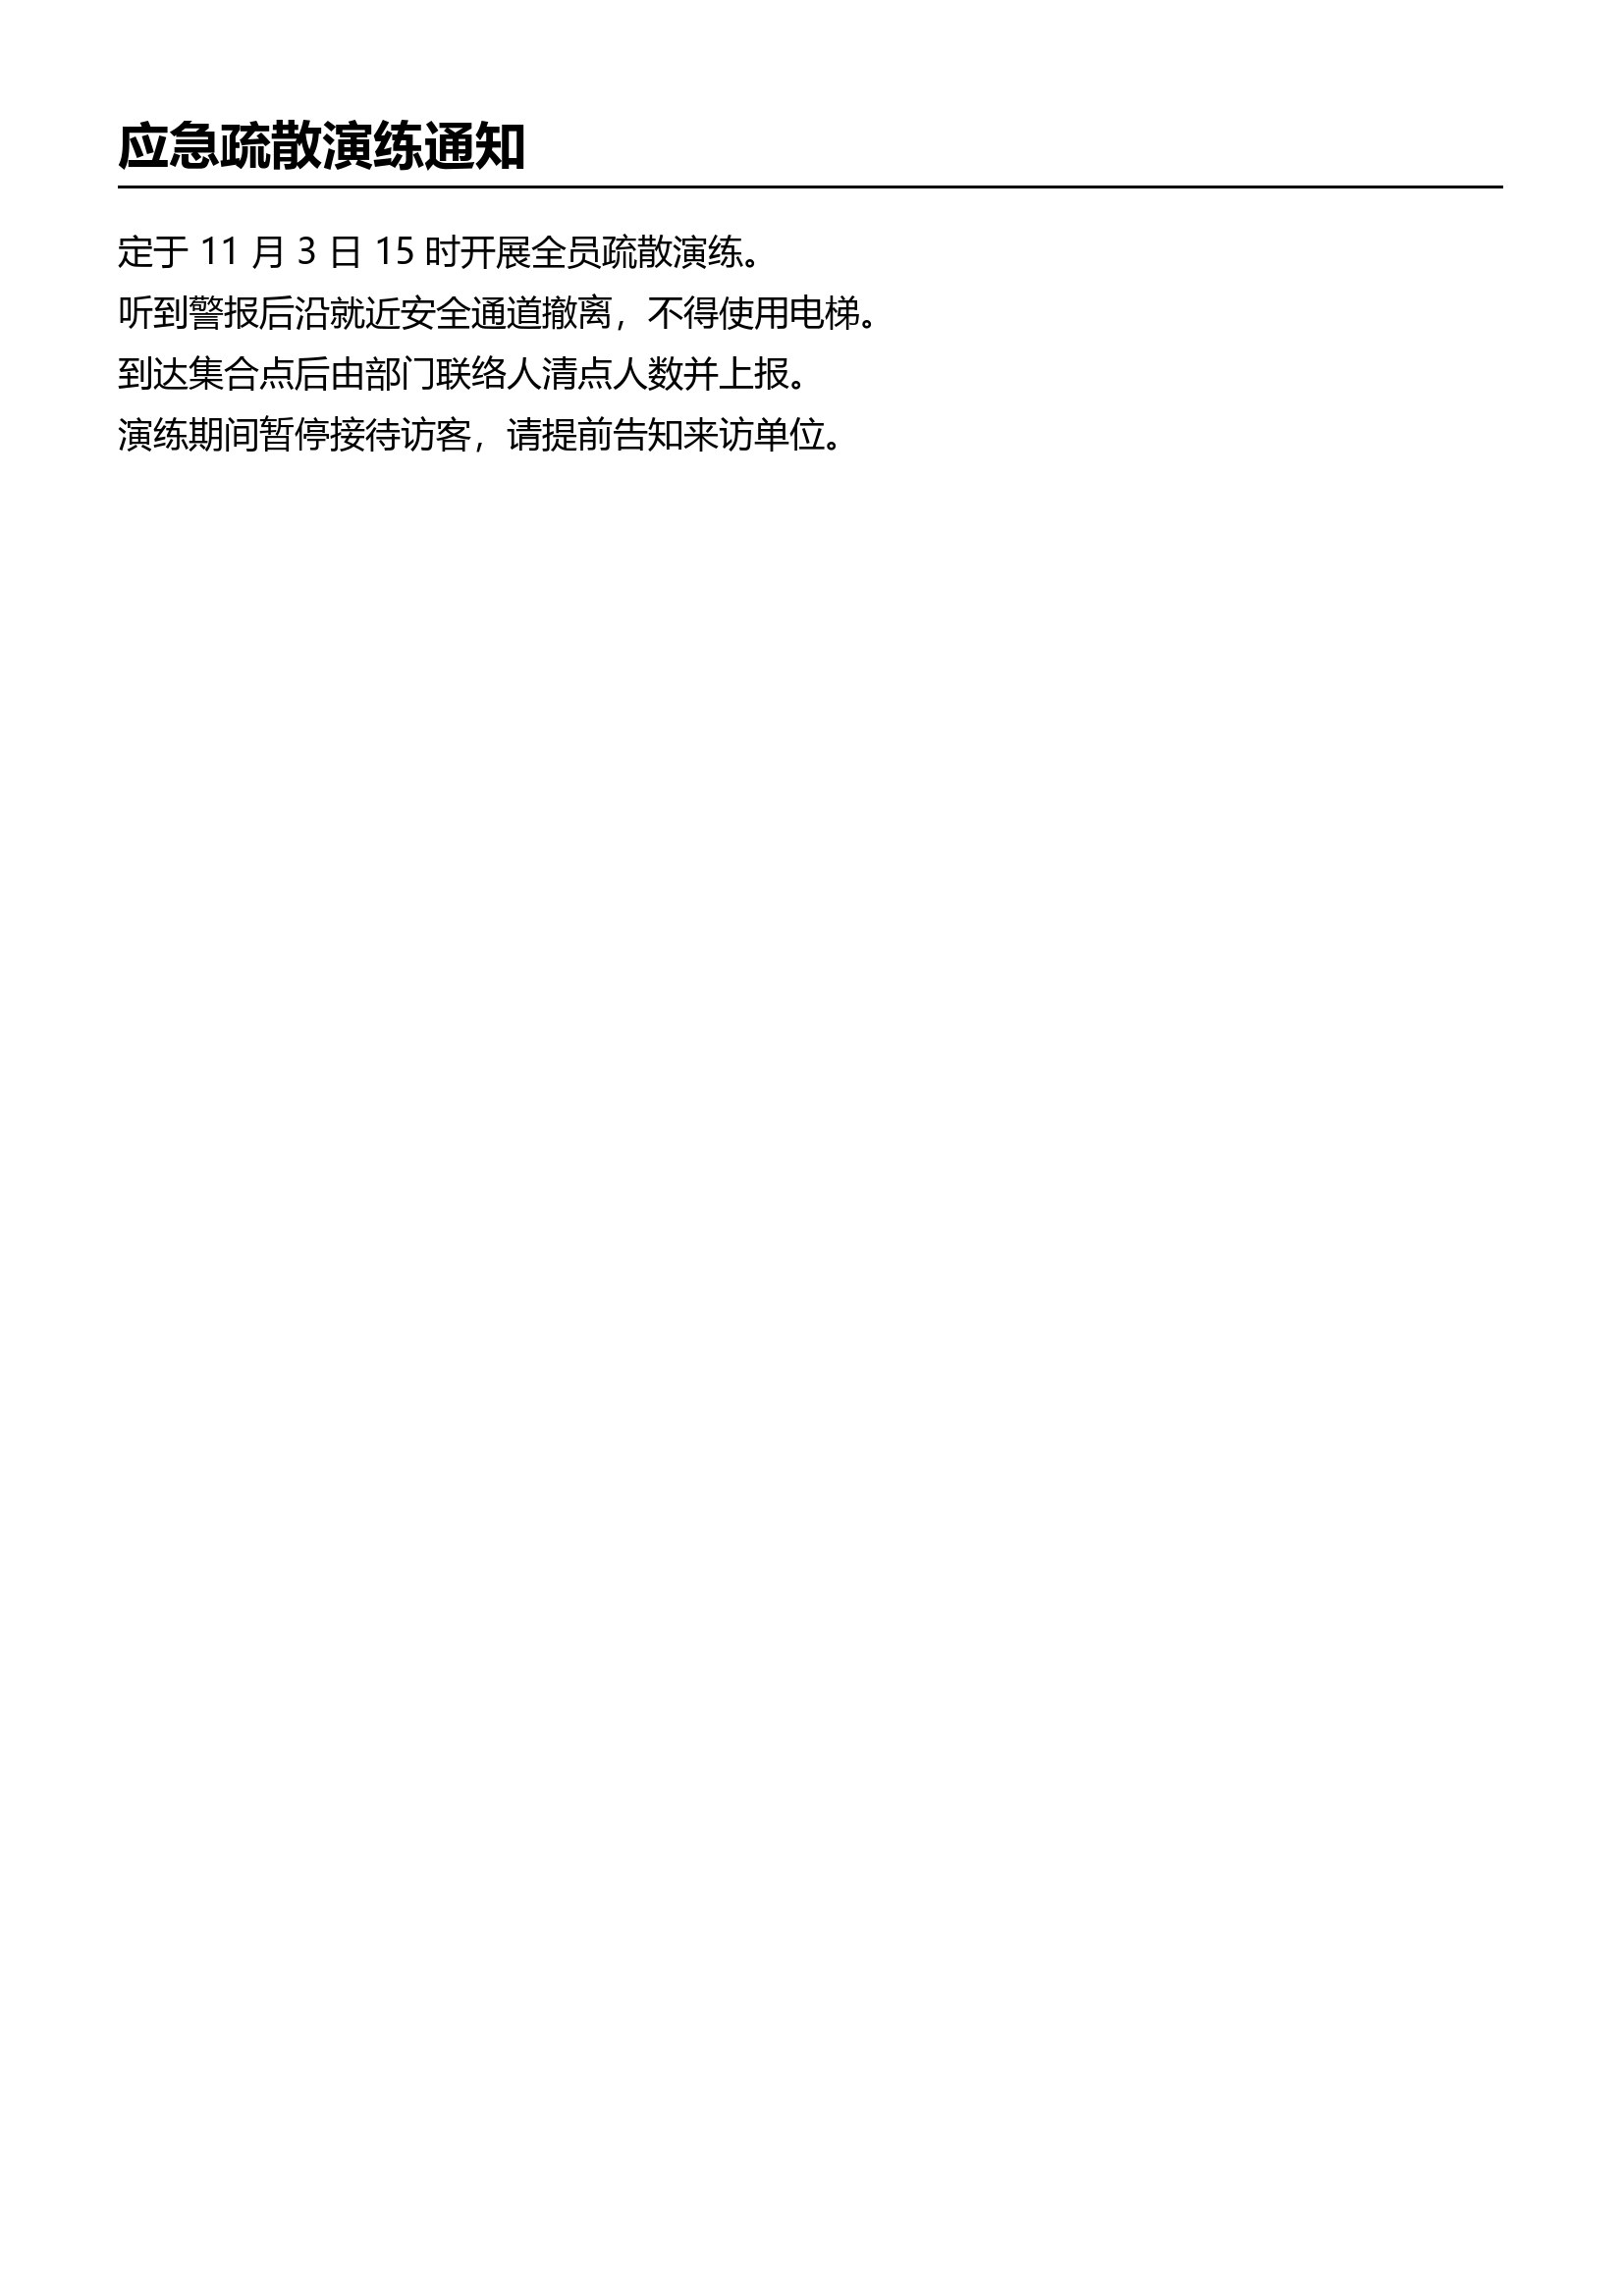 应急疏散演练通知
定于 11 月 3 日 15 时开展全员疏散演练。
听到警报后沿就近安全通道撤离，不得使用电梯。
到达集合点后由部门联络人清点人数并上报。
演练期间暂停接待访客，请提前告知来访单位。